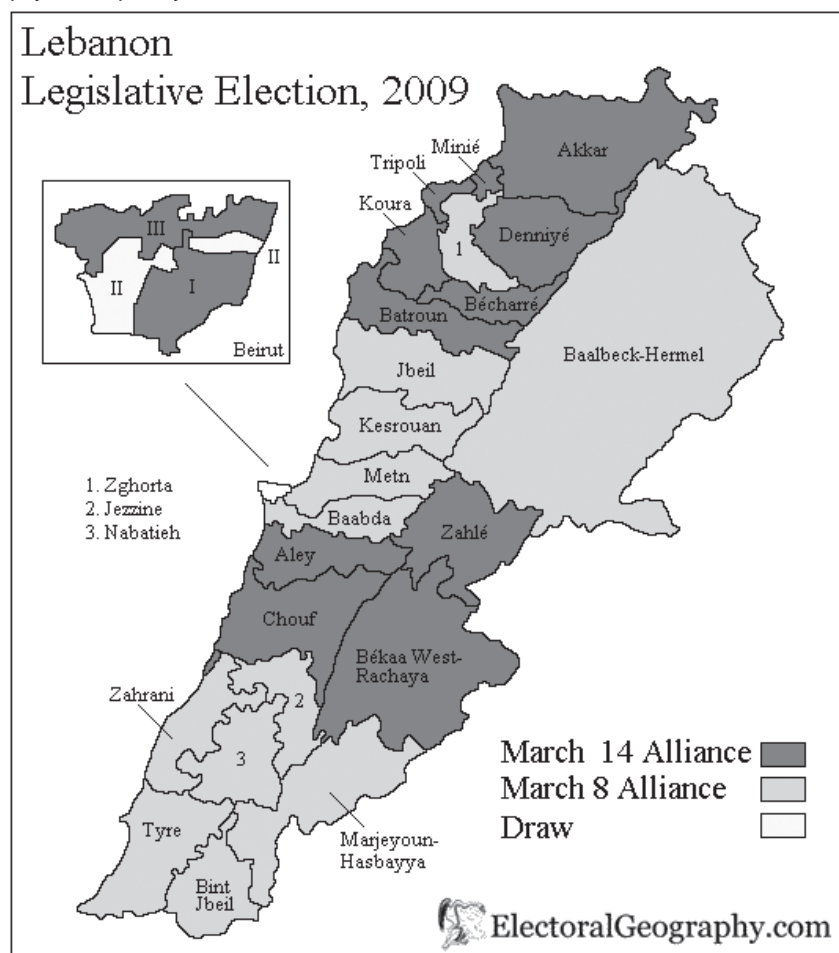 Lebanon
Legislative Election, 2009
Minié
Akkar
Tripoli
Koura
III
Denniyé
1
II
II
I
Bécharré
Batroun
Beirut
Baalbeck-Hermel
Jbeil
Kesrouan
Metn
1. Zghorta
2. Jezzine
3. Nabatieh
Baabda
Zahlé
Aley
Chouf
Békaa West-
Rachaya
Zahrani
2
3
March 14 Alliance
March 8 Alliance
Draw
Tyre
Marjeyoun-
Hasbayya
Bint
Jbeil
ElectoralGeography.com